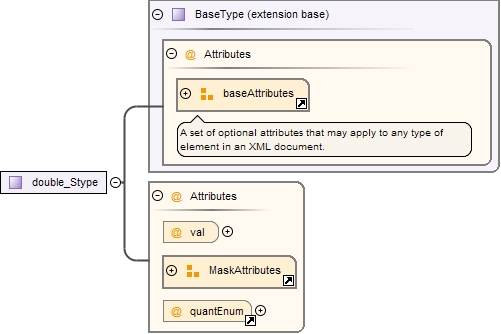 BaseType (extension base)
Attributes
baseAttributes
A set of optional attributes that may apply to any type of
element in an XML document.
double_Stype
Attributes
val
MaskAttributes
quantEnum